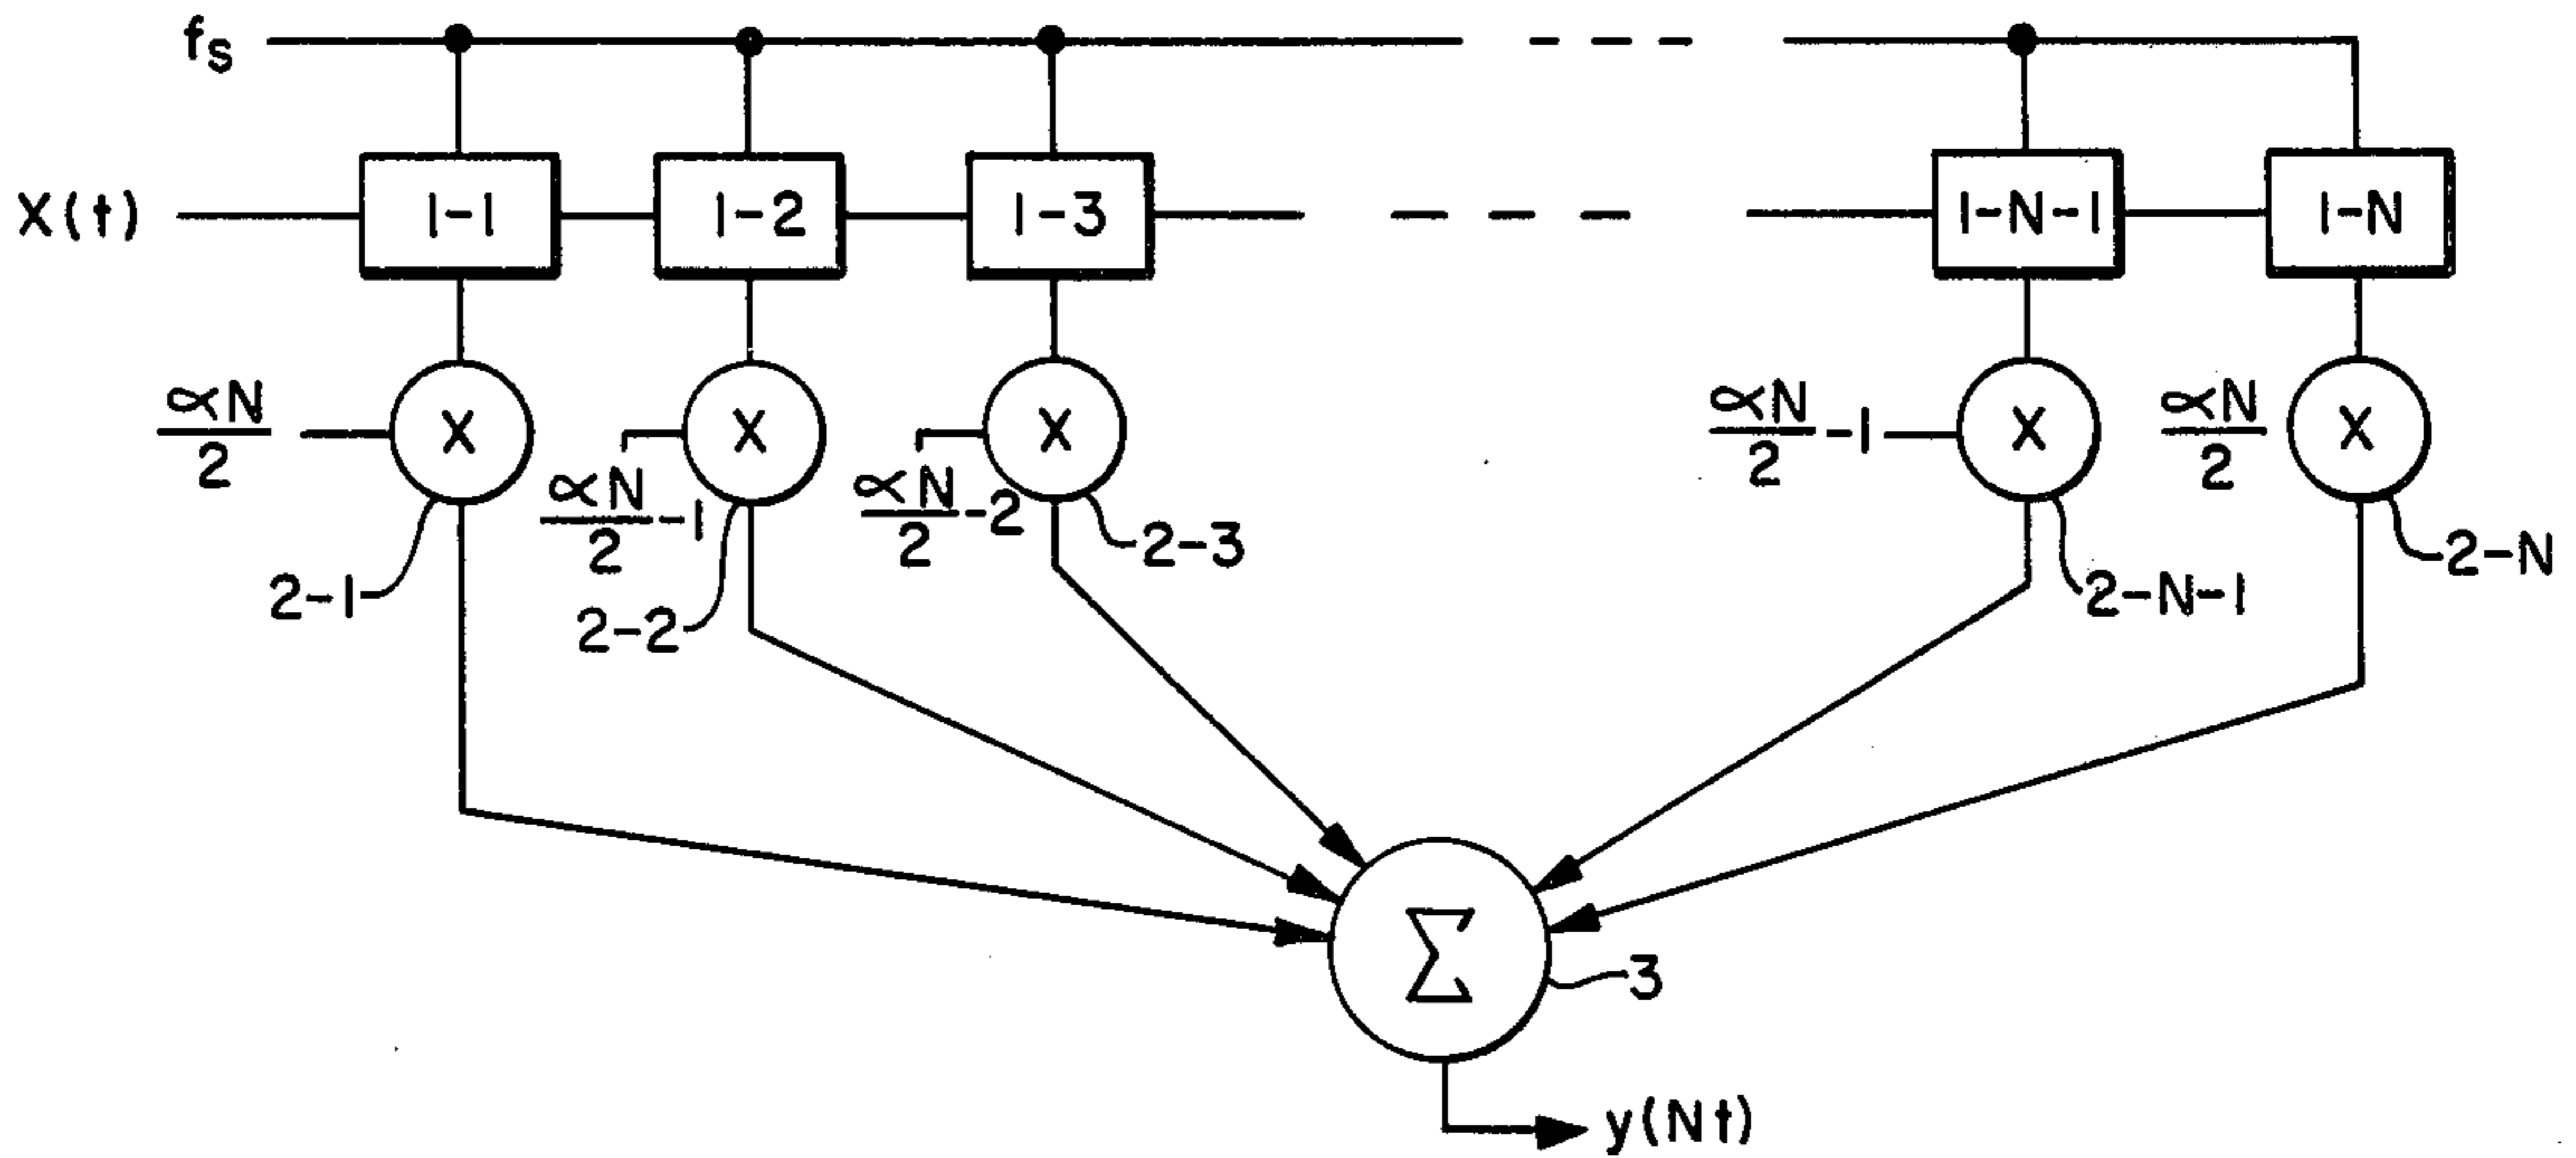 fs
X(t)
1-1
1-2
1-3
1-N-1
1-N
αN/2
X
αN/2-1
X
αN/2-2
X
αN/2-1
X
αN/2
X
2-1
2-2
2-3
2-N-1
2-N
Σ
3
y(Nt)